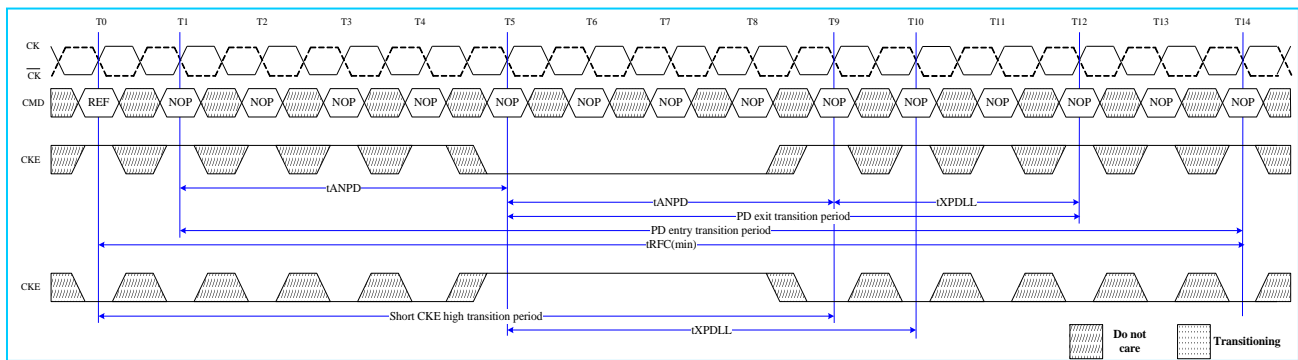 T0 T1 T2 T3 T4 T5 T6 T7 T8 T9 T10 T11 T12 T13 T14
CK
CK
CMD REF NOP NOP NOP NOP NOP NOP NOP NOP NOP NOP NOP NOP NOP NOP
CKE
tANPD
tANPD tXPDLL
PD exit transition period
PD entry transition period
tRFC(min)
CKE
Short CKE high transition period
tXPDLL
Do not care
Transitioning